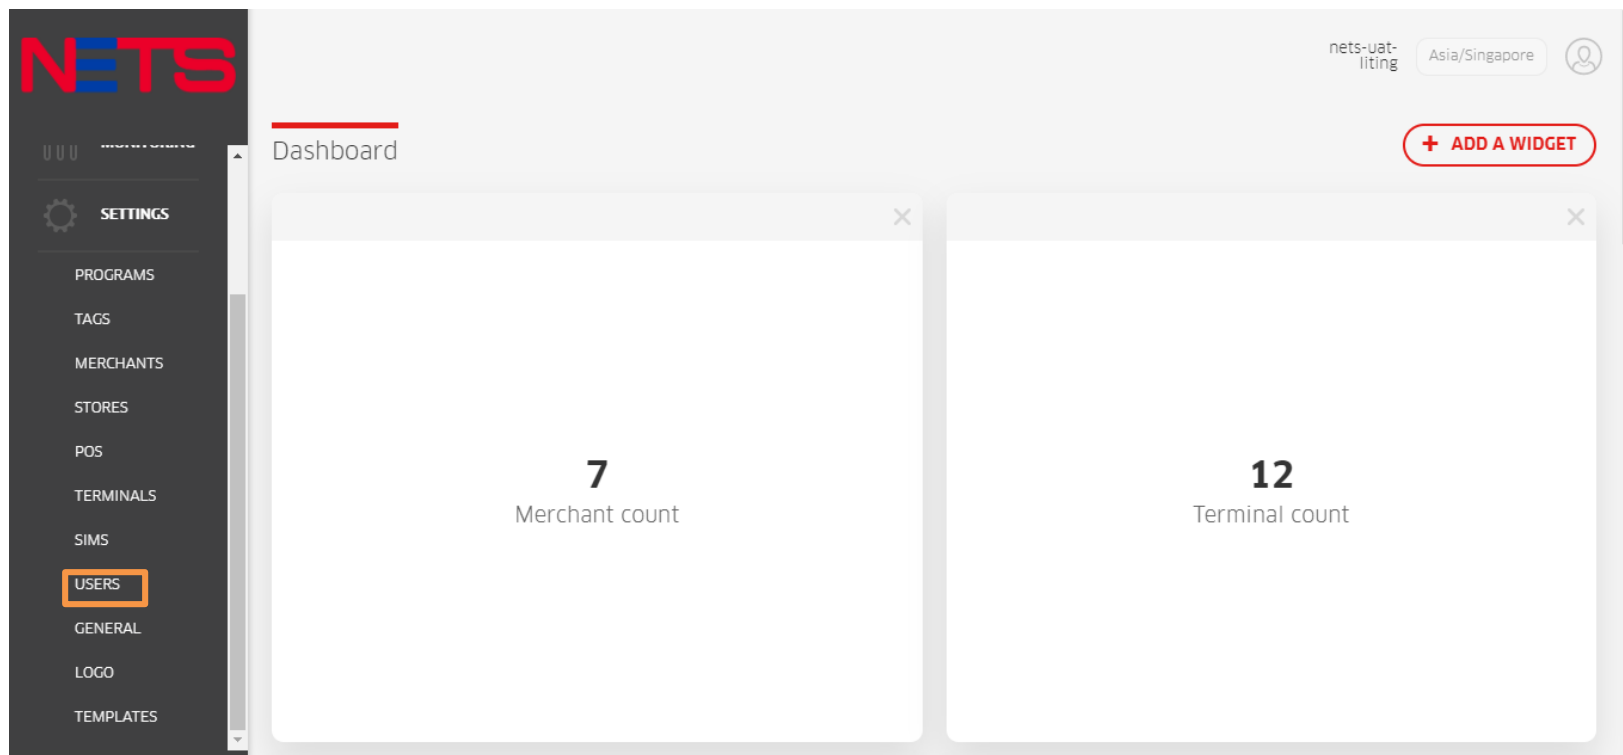 NETS
nets-uat-
liting
Asia/Singapore
MONITORING
SETTINGS
PROGRAMS
TAGS
MERCHANTS
STORES
POS
TERMINALS
SIMS
USERS
GENERAL
LOGO
TEMPLATES
Dashboard
+ ADD A WIDGET
7
Merchant count
12
Terminal count